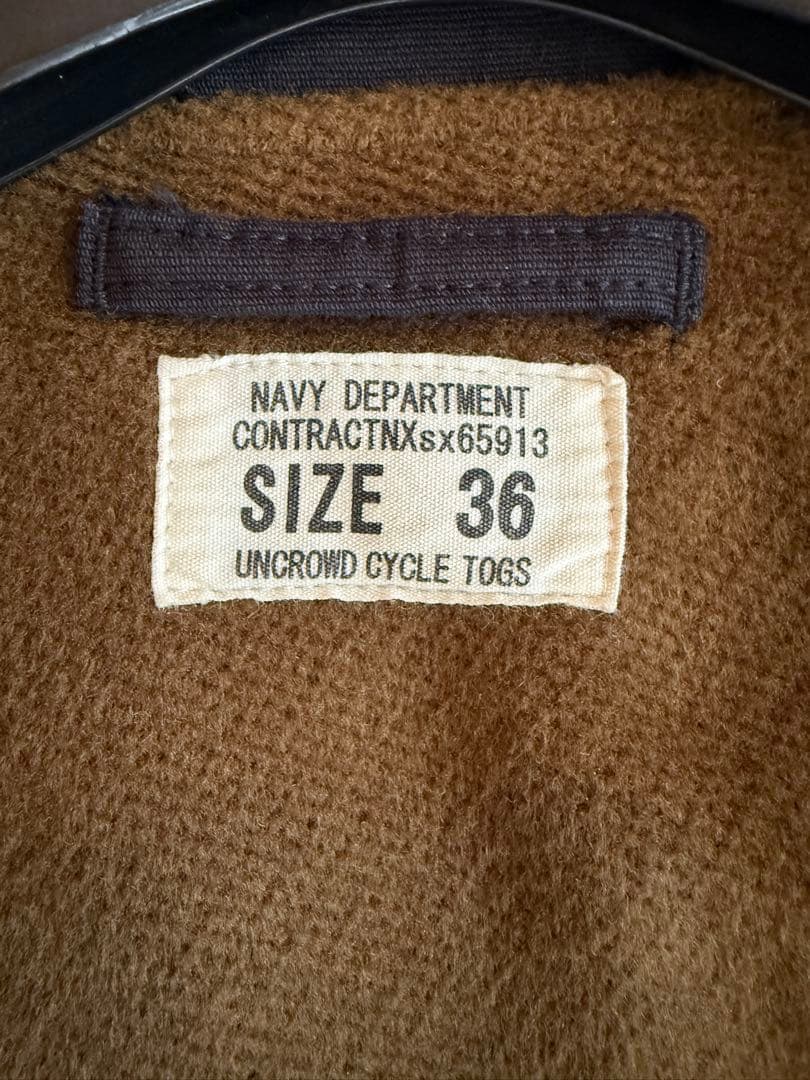 NAVY DEPARTMENT
CONTRACTNXsx65913
SIZE 36
UNCROWD CYCLE TOGS